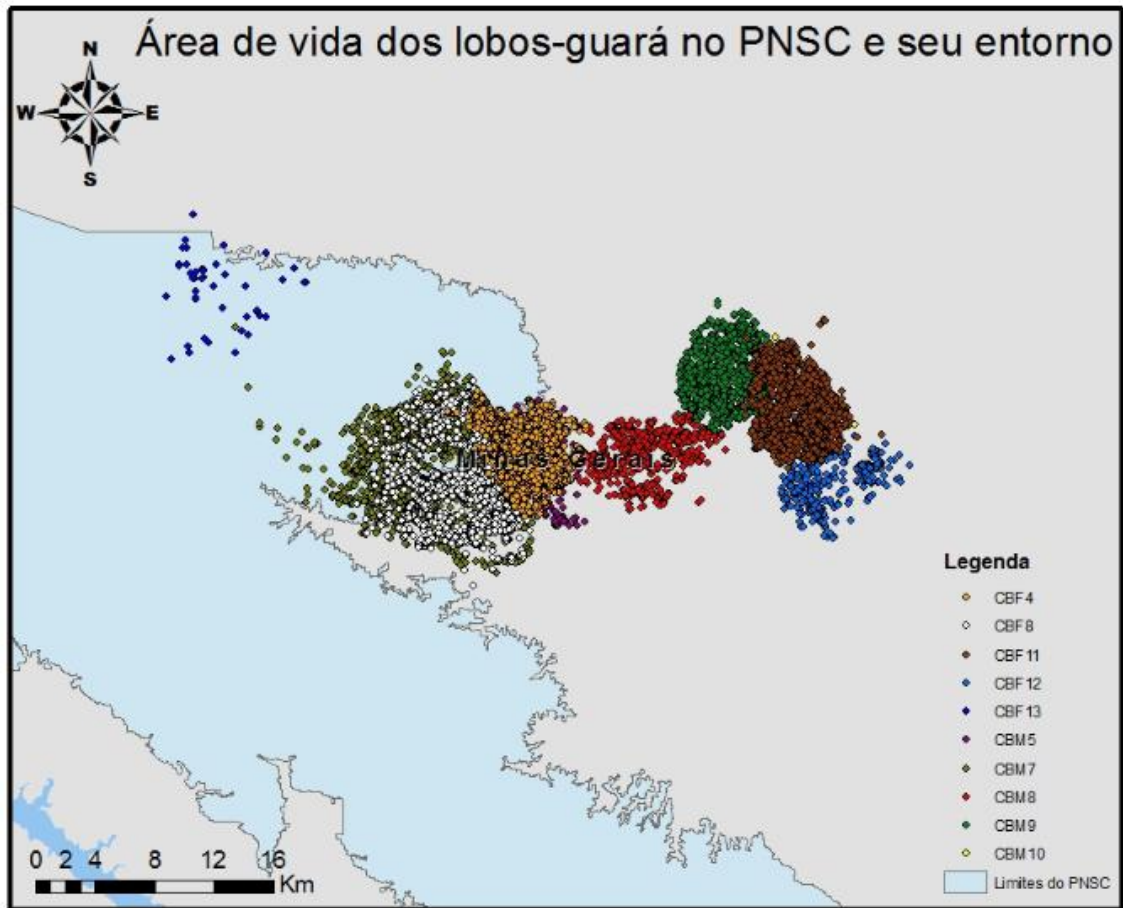 Área de vida dos lobos-guará no PNSC e seu entorno
N
W E
S
Minas Gerais
Legenda
CBF4
CBF8
CBF11
CBF12
CBF13
CBM5
CBM7
CBM8
CBM9
CBM10
Limites do PNSC
0 2 4 8 12 16
Km